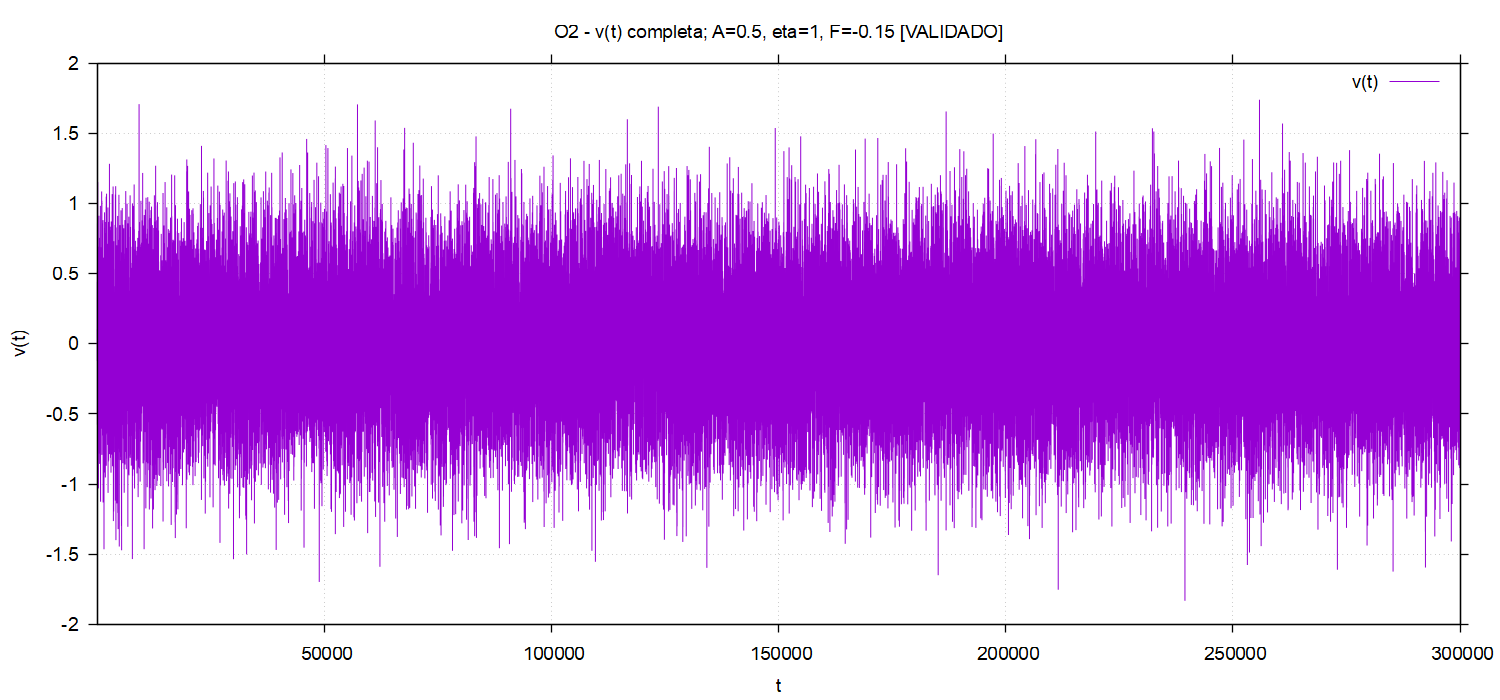 O2 - v(t) completa; A=0.5, eta=1, F=-0.15 [VALIDADO]
v(t)
2
1.5
1
0.5
0
-0.5
-1
-1.5
-2
v(t)
50000 100000 150000 200000 250000 300000
t